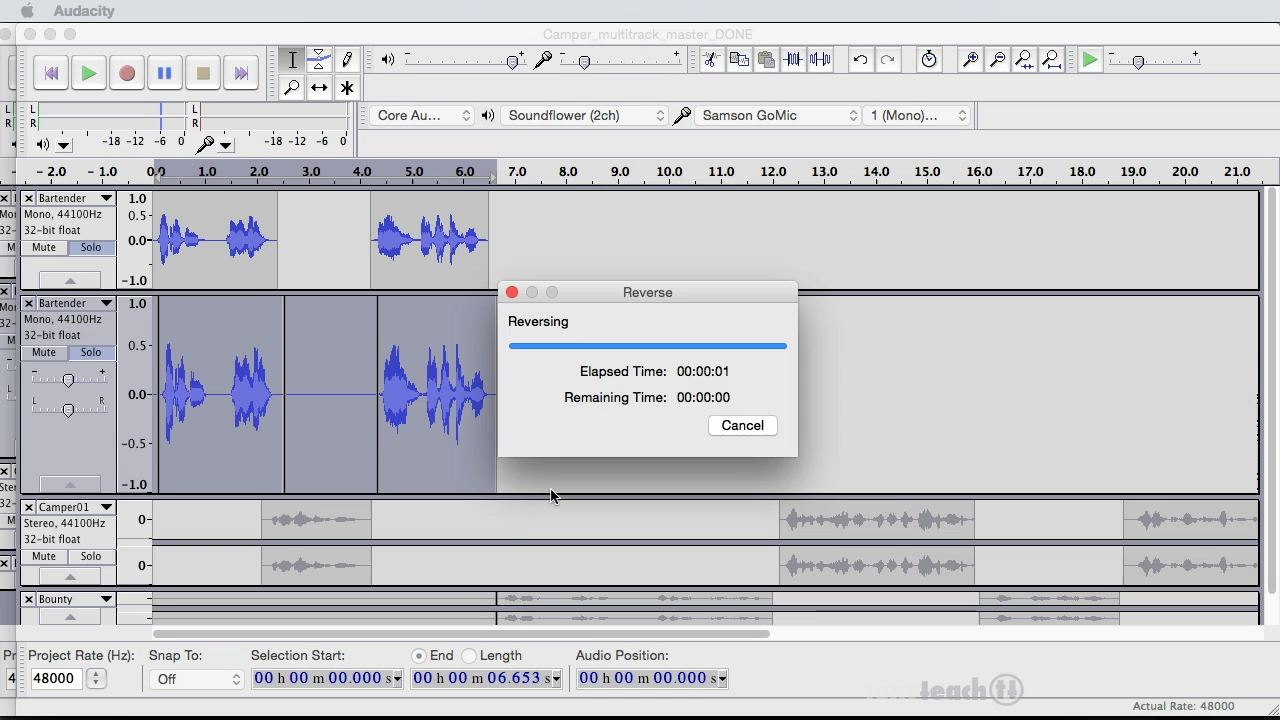 Audacity
Camper_multitrack_master_DONE
L
R
-18 -12 -6 0
L
R
-18 -12 -6 0
Core Au...
Soundflower (2ch)
Samson GoMic
1 (Mono)...
- 2.0 - 1.0 0.0 1.0 2.0 3.0 4.0 5.0 6.0 7.0 8.0 9.0 10.0 11.0 12.0 13.0 14.0 15.0 16.0 17.0 18.0 19.0 20.0 21.0
Bartender
Mono, 44100Hz
32-bit float
Mute Solo
1.0
0.5-
0.0-
-1.0
Bartender
Mono, 44100Hz
32-bit float
Mute Solo
- +
L R
1.0
0.5-
0.0-
-0.5-
-1.0
Reverse
Reversing
Elapsed Time: 00:00:01
Remaining Time: 00:00:00
Cancel
Camper01
Stereo, 44100Hz
32-bit float
Mute Solo
0-
0-
Bounty
Project Rate (Hz):
48000
Snap To:
Off
Selection Start:
00 h 00 m 00.000 s
End Length
00 h 00 m 06.653 s
Audio Position:
00 h 00 m 00.000 s
Actual Rate: 48000